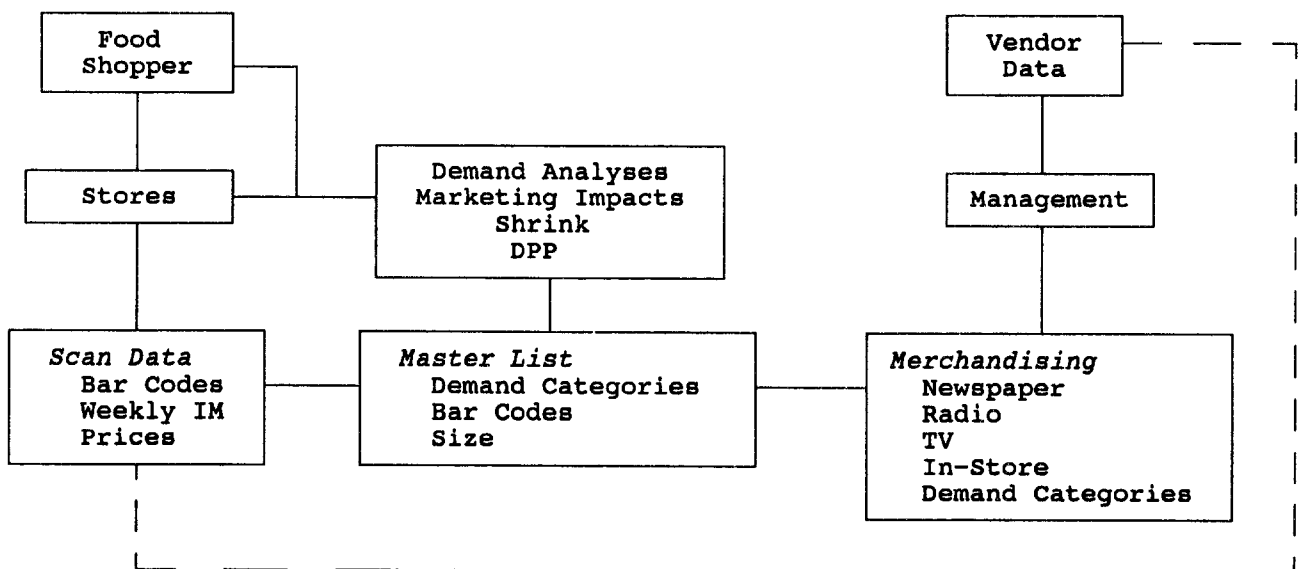 Food
Shopper
Vendor
Data
Stores
Demand Analyses
Marketing Impacts
Shrink
DPP
Management
Scan Data
Bar Codes
Weekly IM
Prices
Master List
Demand Categories
Bar Codes
Size
Merchandising
Newspaper
Radio
TV
In-Store
Demand Categories